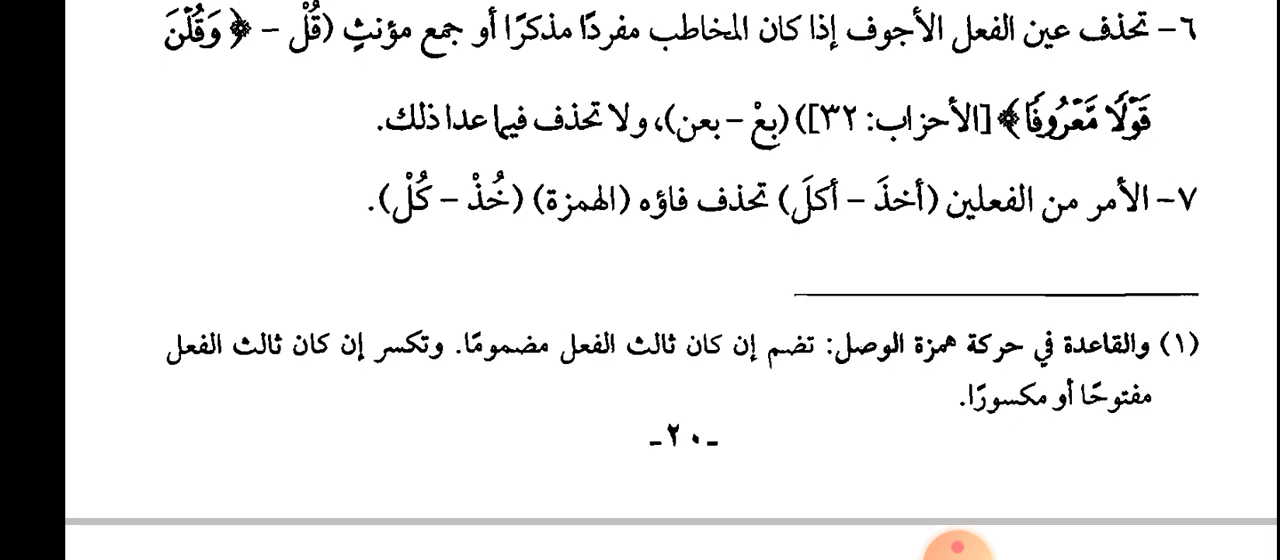 ٦- تحذف عين الفعل الأجوف إذا كان المخاطب مفردًا مذكرًا أو جمع مؤنثٍ (قُلْ - ﴿وَقُلْنَ
قَوْلًا مَّعْرُوفًا﴾ [الأحزاب: ٣٢]) (بعْ - بعن)، ولا تحذف فيما عدا ذلك.
٧- الأمر من الفعلين (أخذَ - أكلَ) تحذف فاؤه (الهمزة) (خُذْ - كُلْ).
(١) والقاعدة في حركة همزة الوصل: تضم إن كان ثالث الفعل مضمومًا. وتكسر إن كان ثالث الفعل
مفتوحًا أو مكسورًا.
-٢٠-